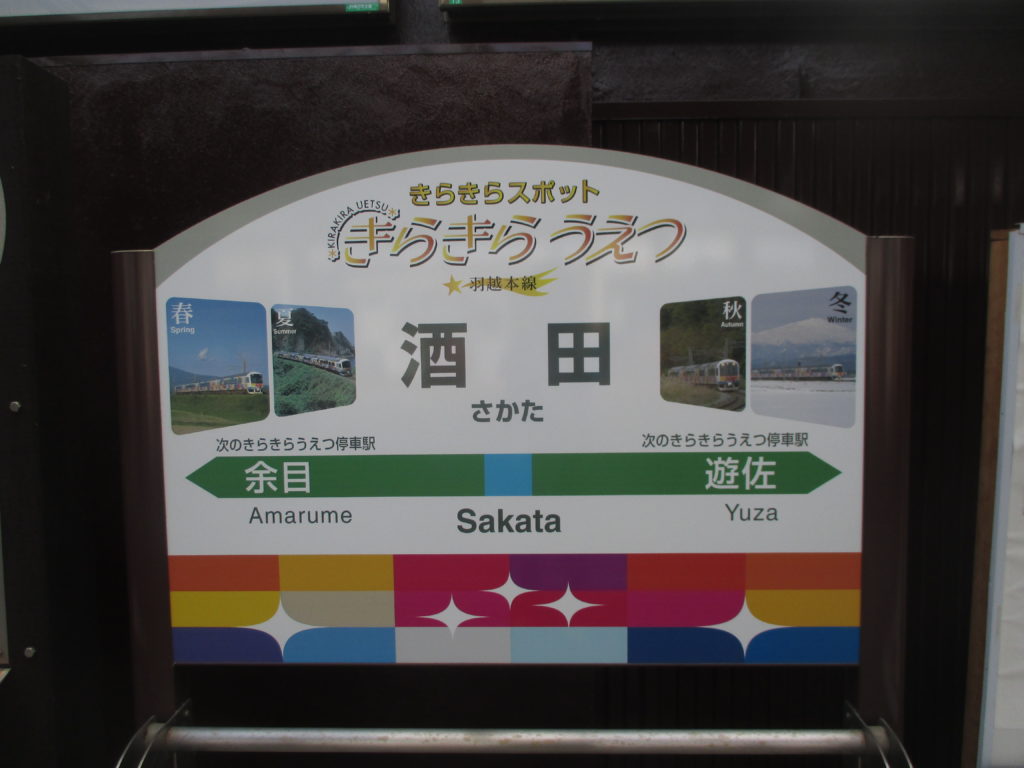 きらきらスポット
KIRAKIRA UETSU
きらきらうえつ
羽越本線
春
Spring
夏
Summer
秋
Autumn
冬
Winter
酒田
さかた
次のきらきらうえつ停車駅
次のきらきらうえつ停車駅
余目
遊佐
Amarume
Sakata
Yuza